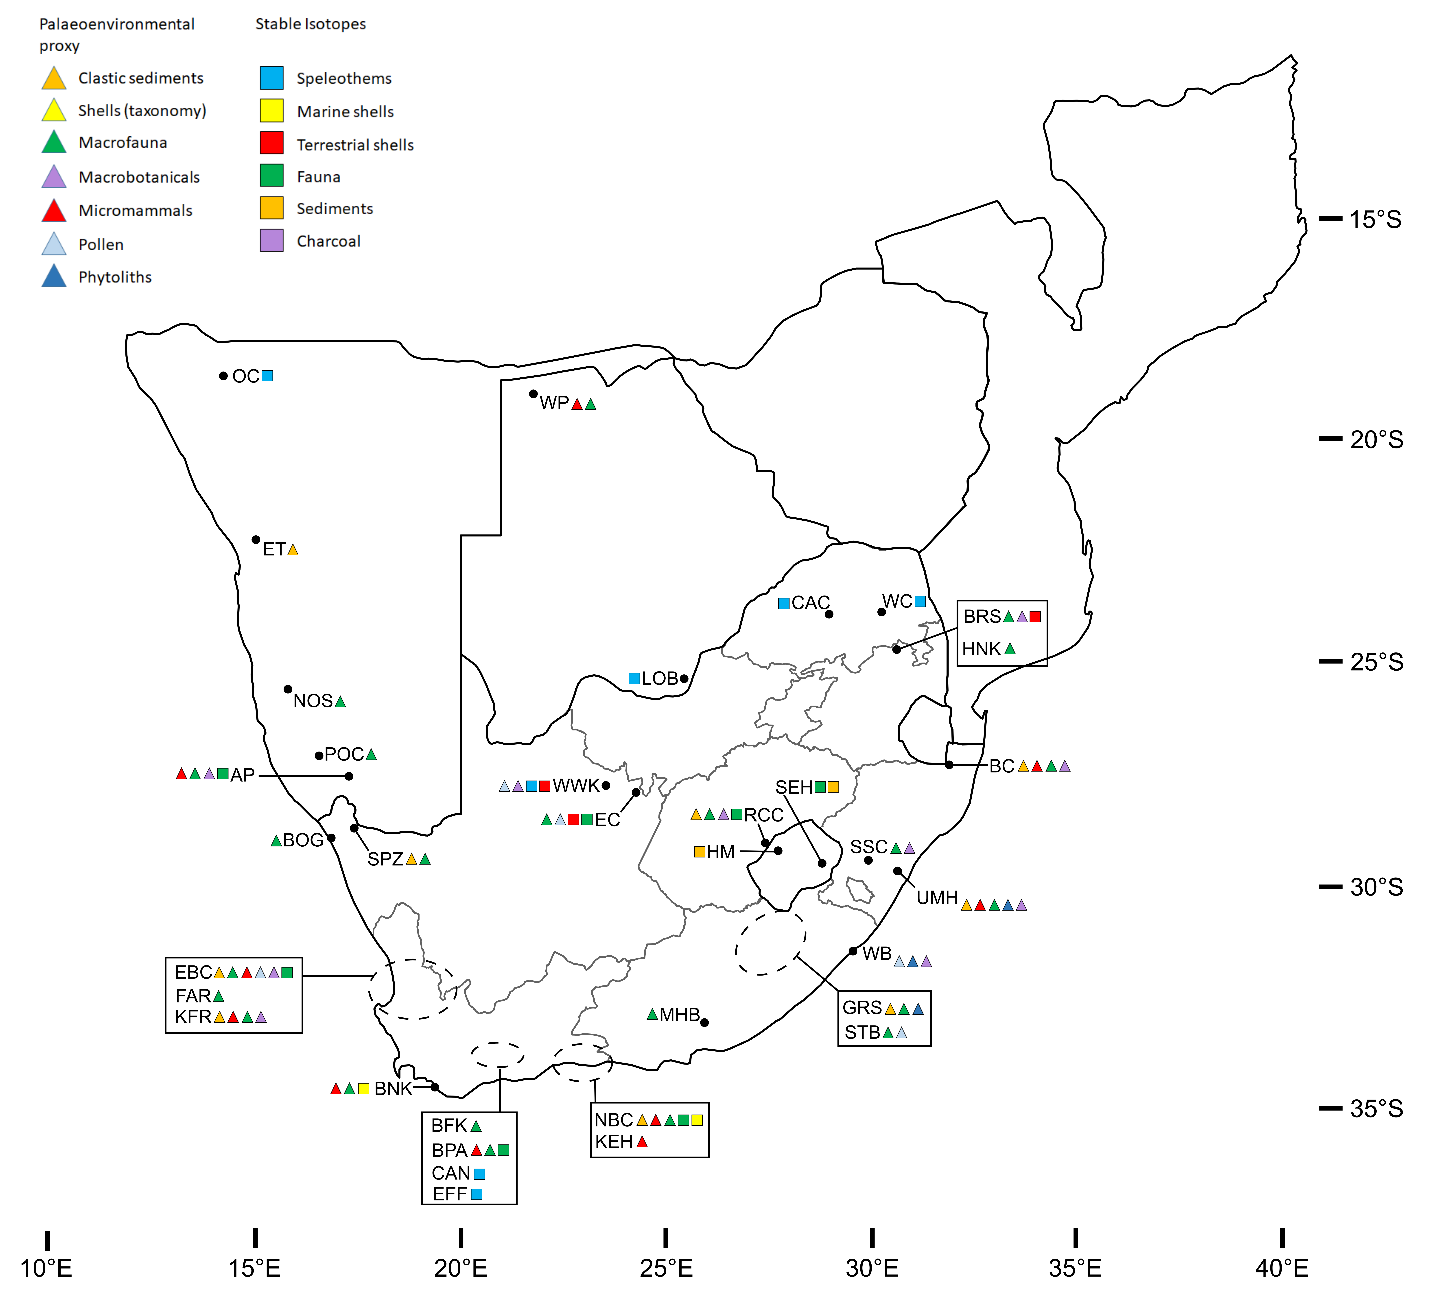 Palaeoenvironmental
proxy
Stable Isotopes
Clastic sediments
Speleothems
Shells (taxonomy)
Marine shells
Macrofauna
Terrestrial shells
Macrobotanicals
Fauna
Micromammals
Sediments
Pollen
Charcoal
Phytoliths
15°S
OC
WP
20°S
ET
CAC
WC
BRS
HNK
25°S
LOB
NOS
POC
AP
BC
WWK
SEH
EC
RCC
BOG
SPZ
HM
SSC
30°S
UMH
WB
EBC
FAR
KFR
GRS
STB
MHB
BNK
35°S
BFK
BPA
CAN
EFF
NBC
KEH
10°E
15°E
20°E
25°E
30°E
35°E
40°E